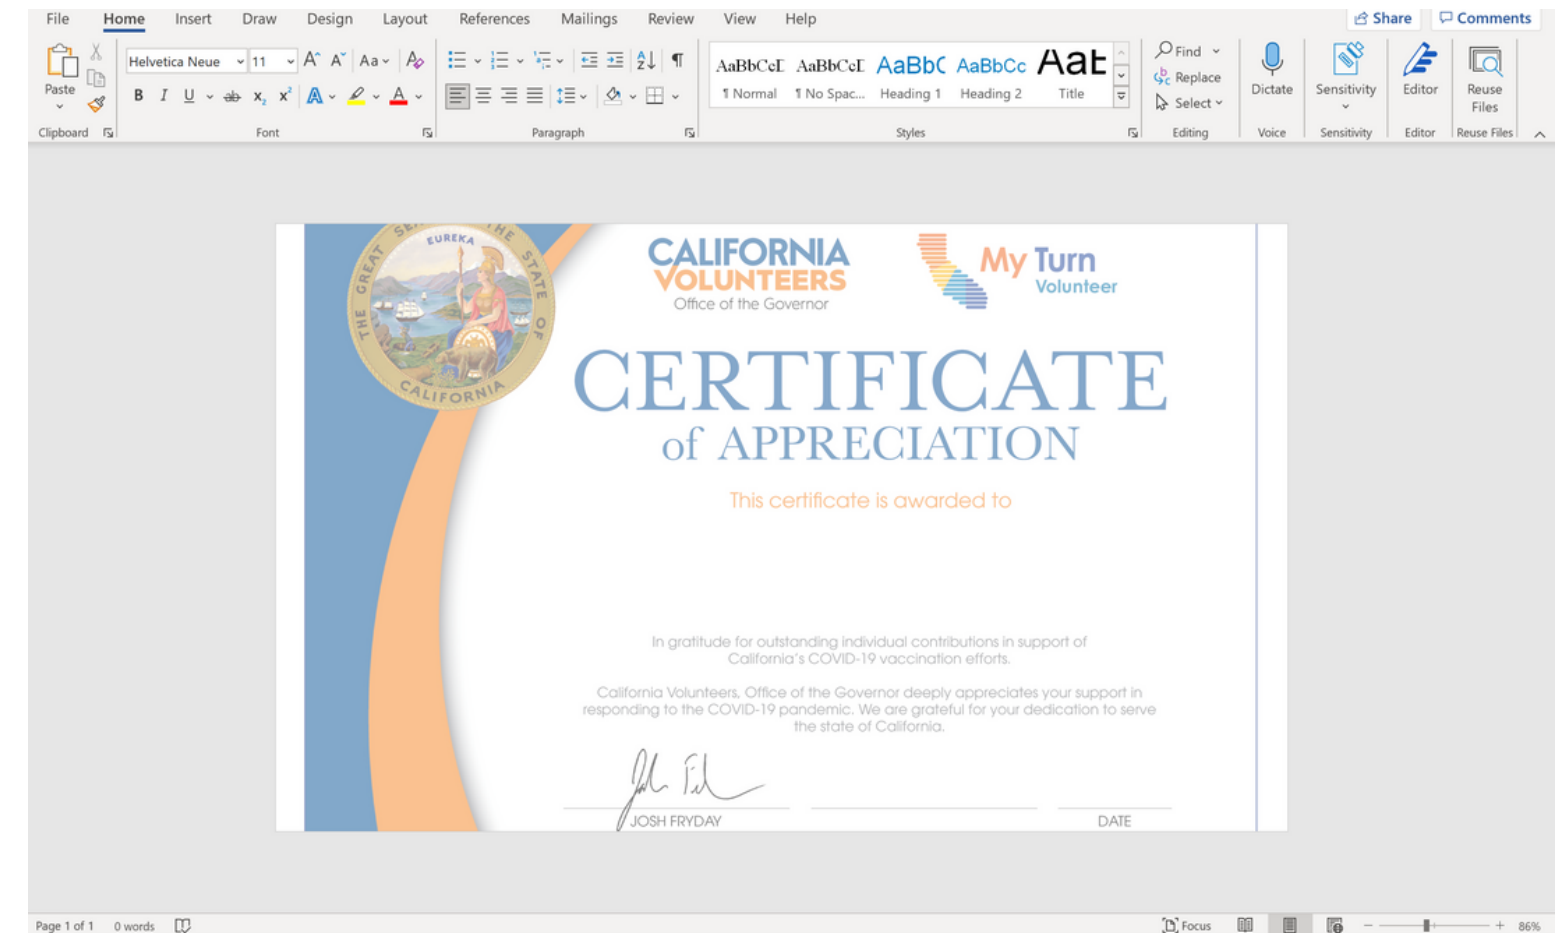 File Home Insert Draw Design Layout References Mailings Review View Help Share Comments
Helvetica Neue 11 Aa A
Paste
B I U ab x₂ x² A A
AaBbCcD AaBbCcD AaBbC AaBbCc AaB
¶ Normal ¶ No Spac... Heading 1 Heading 2 Title
Find
Replace
Select
Dictate
Sensitivity
Editor
Reuse
Files
Clipboard Font Paragraph Styles Editing Voice Sensitivity Editor Reuse Files
THE GREAT SEAL OF THE STATE OF CALIFORNIA
EUREKA
CALIFORNIA
VOLUNTEERS
Office of the Governor
My Turn
Volunteer
CERTIFICATE
of APPRECIATION
This certificate is awarded to
In gratitude for outstanding individual contributions in support of
California's COVID-19 vaccination efforts.
California Volunteers, Office of the Governor deeply appreciates your support in
responding to the COVID-19 pandemic. We are grateful for your dedication to serve
the state of California.
JOSH FRYDAY DATE
Page 1 of 1 0 words Focus 86%